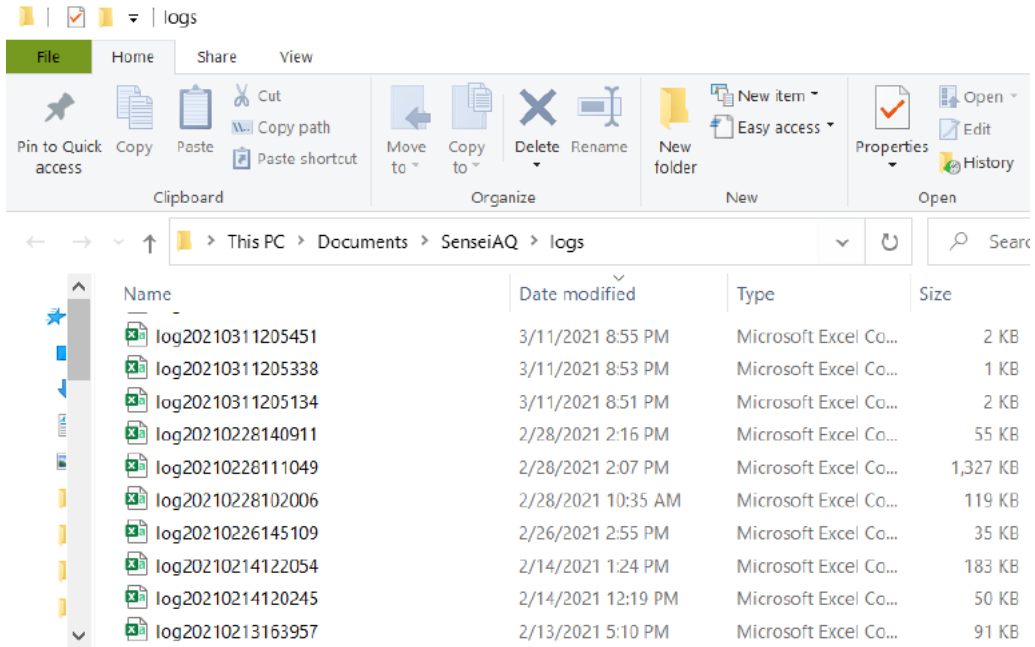 logs
File Home Share View
Pin to Quick access
Copy
Paste
Cut
Copy path
Paste shortcut
Clipboard
Move to
Copy to
Delete
Rename
Organize
New folder
New item
Easy access
New
Properties
Open
Edit
History
Open
This PC > Documents > SenseiAQ > logs
Name Date modified Type Size
log20210311205451 3/11/2021 8:55 PM Microsoft Excel Co... 2 KB
log20210311205338 3/11/2021 8:53 PM Microsoft Excel Co... 1 KB
log20210311205134 3/11/2021 8:51 PM Microsoft Excel Co... 2 KB
log20210228140911 2/28/2021 2:16 PM Microsoft Excel Co... 55 KB
log20210228111049 2/28/2021 2:07 PM Microsoft Excel Co... 1,327 KB
log20210228102006 2/28/2021 10:35 AM Microsoft Excel Co... 119 KB
log20210226145109 2/26/2021 2:55 PM Microsoft Excel Co... 35 KB
log20210214122054 2/14/2021 1:24 PM Microsoft Excel Co... 183 KB
log20210214120245 2/14/2021 12:19 PM Microsoft Excel Co... 50 KB
log20210213163957 2/13/2021 5:10 PM Microsoft Excel Co... 91 KB